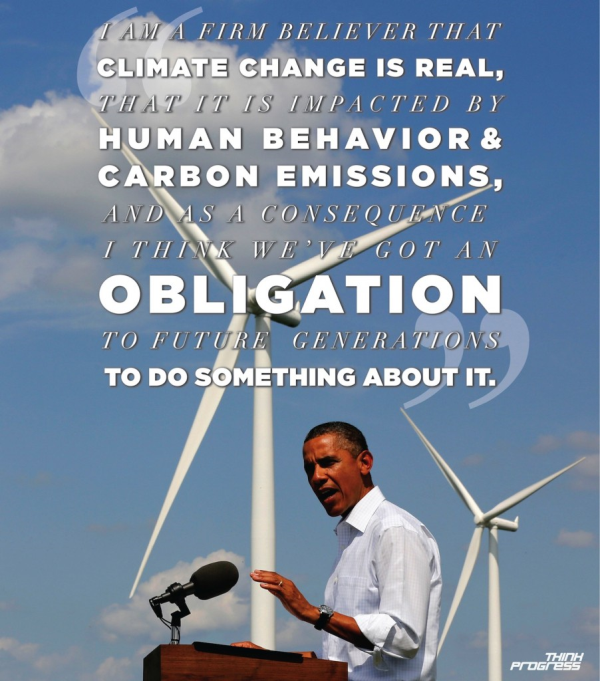 “I AM A FIRM BELIEVER THAT
CLIMATE CHANGE IS REAL,
THAT IT IS IMPACTED BY
HUMAN BEHAVIOR &
CARBON EMISSIONS,
AND AS A CONSEQUENCE
I THINK WE’VE GOT AN
OBLIGATION
TO FUTURE GENERATIONS
TO DO SOMETHING ABOUT IT.”
THINK
PROGRESS